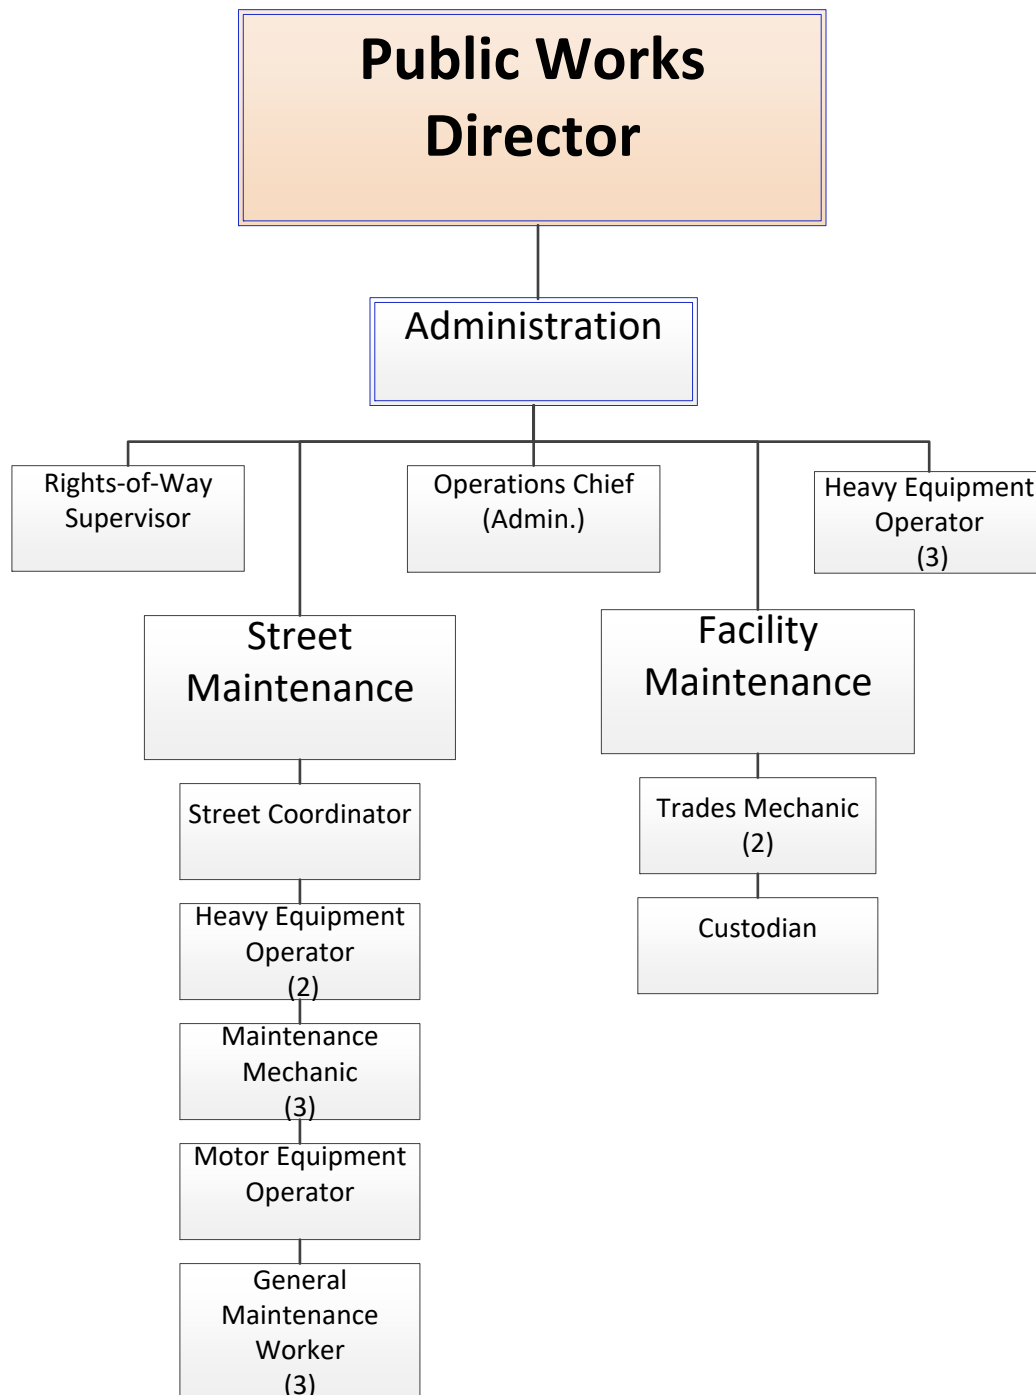 Public Works
Director
Administration
Rights-of-Way
Supervisor
Operations Chief
(Admin.)
Heavy Equipment
Operator
(3)
Street
Maintenance
Facility
Maintenance
Street Coordinator
Trades Mechanic
(2)
Heavy Equipment
Operator
(2)
Custodian
Maintenance
Mechanic
(3)
Motor Equipment
Operator
General
Maintenance
Worker
(3)